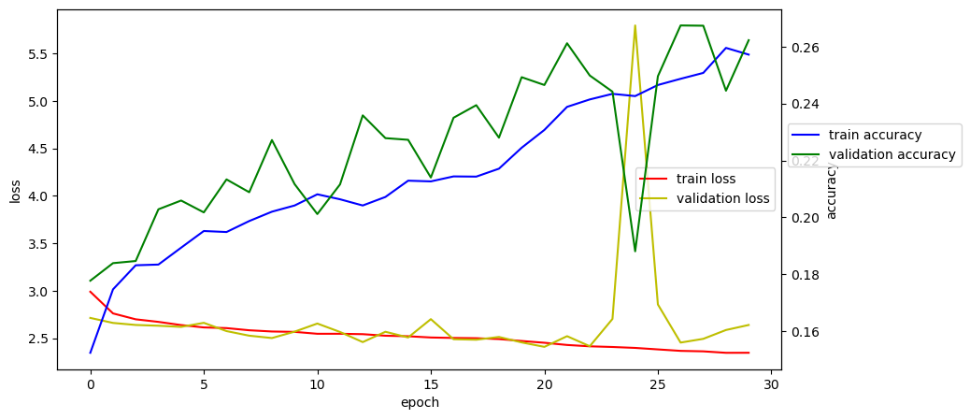 5.5
5.0
4.5
4.0
3.5
3.0
2.5
loss
0
5
10
15
20
25
30
epoch
0.26
0.24
0.22
0.20
0.18
0.16
accuracy
train accuracy
validation accuracy
train loss
validation loss